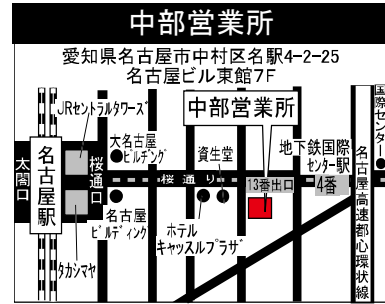 中部営業所
愛知県名古屋市中村区名駅4-2-25
名古屋ビル東館7F
JRセントラルタワーズ
中部営業所
国際センター
大名古屋
ビルヂング
資生堂
地下鉄国際
センター駅
太閤口
名古屋駅
桜通口
桜通り
13番出口
4番
名古屋高速都心環状線
名古屋
ビルディング
ホテル
キャッスルプラザ
タカシマヤ